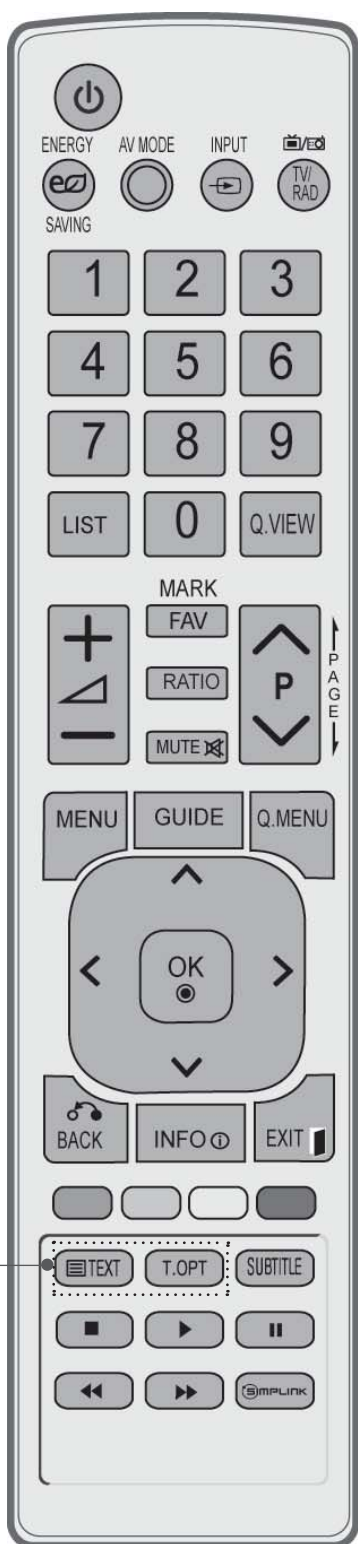 ENERGY AV MODE INPUT
TV/
RAD
SAVING
1 2 3
4 5 6
7 8 9
LIST 0 Q.VIEW
MARK
FAV
RATIO
P
PAGE
MUTE
MENU GUIDE Q.MENU
OK
BACK INFO EXIT
TEXT T.OPT SUBTITLE
SIMPLINK